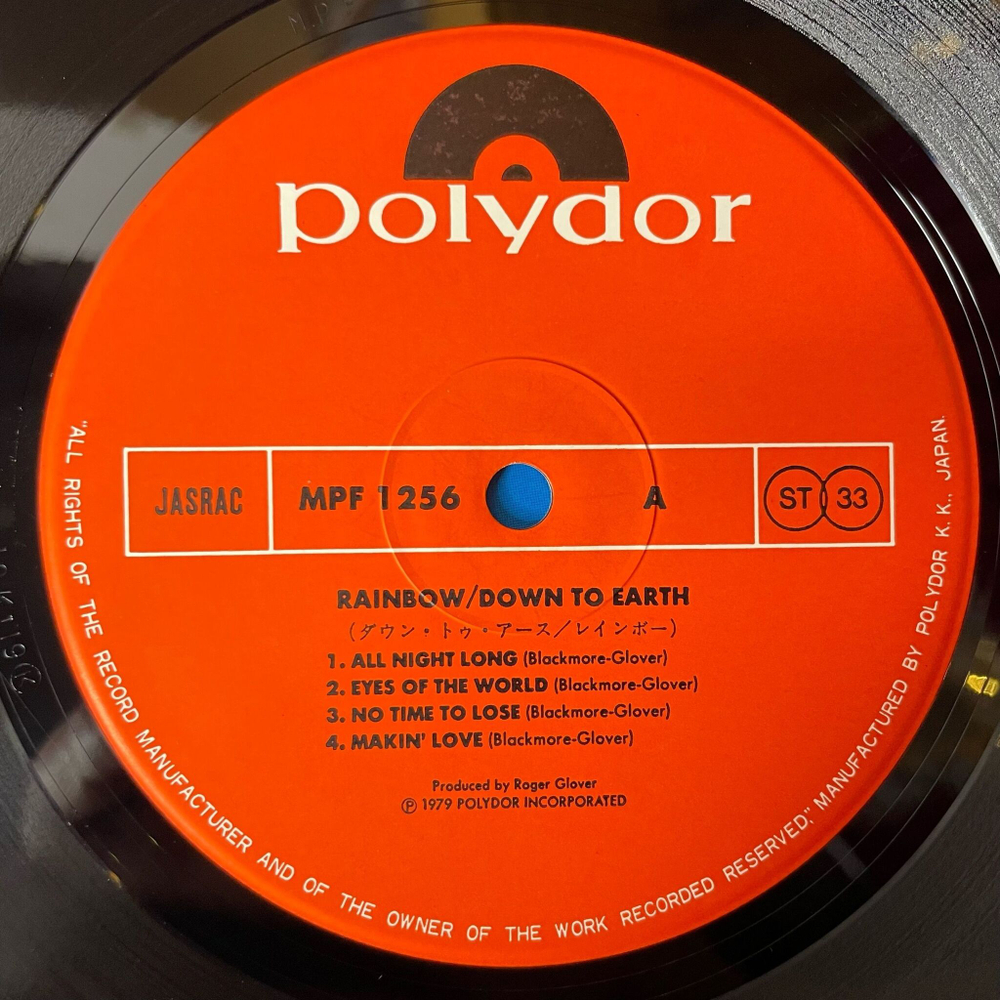 polydor
JASRAC
MPF 1256
A
ST 33
RAINBOW/DOWN TO EARTH
(ダウン・トゥ・アース/レインボー)
1. ALL NIGHT LONG (Blackmore-Glover)
2. EYES OF THE WORLD (Blackmore-Glover)
3. NO TIME TO LOSE (Blackmore-Glover)
4. MAKIN' LOVE (Blackmore-Glover)
Produced by Roger Glover
℗ 1979 POLYDOR INCORPORATED
"ALL RIGHTS OF THE RECORD MANUFACTURER AND OF THE OWNER OF THE WORK RECORDED RESERVED," MANUFACTURED BY POLYDOR K. K., JAPAN.